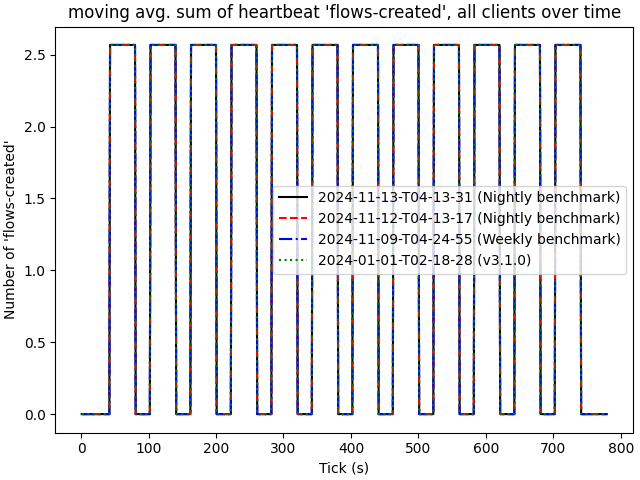 moving avg. sum of heartbeat 'flows-created', all clients over time
Number of 'flows-created'
2.5
2.0
1.5
1.0
0.5
0.0
2024-11-13-T04-13-31 (Nightly benchmark)
2024-11-12-T04-13-17 (Nightly benchmark)
2024-11-09-T04-24-55 (Weekly benchmark)
2024-01-01-T02-18-28 (v3.1.0)
0 100 200 300 400 500 600 700 800
Tick (s)